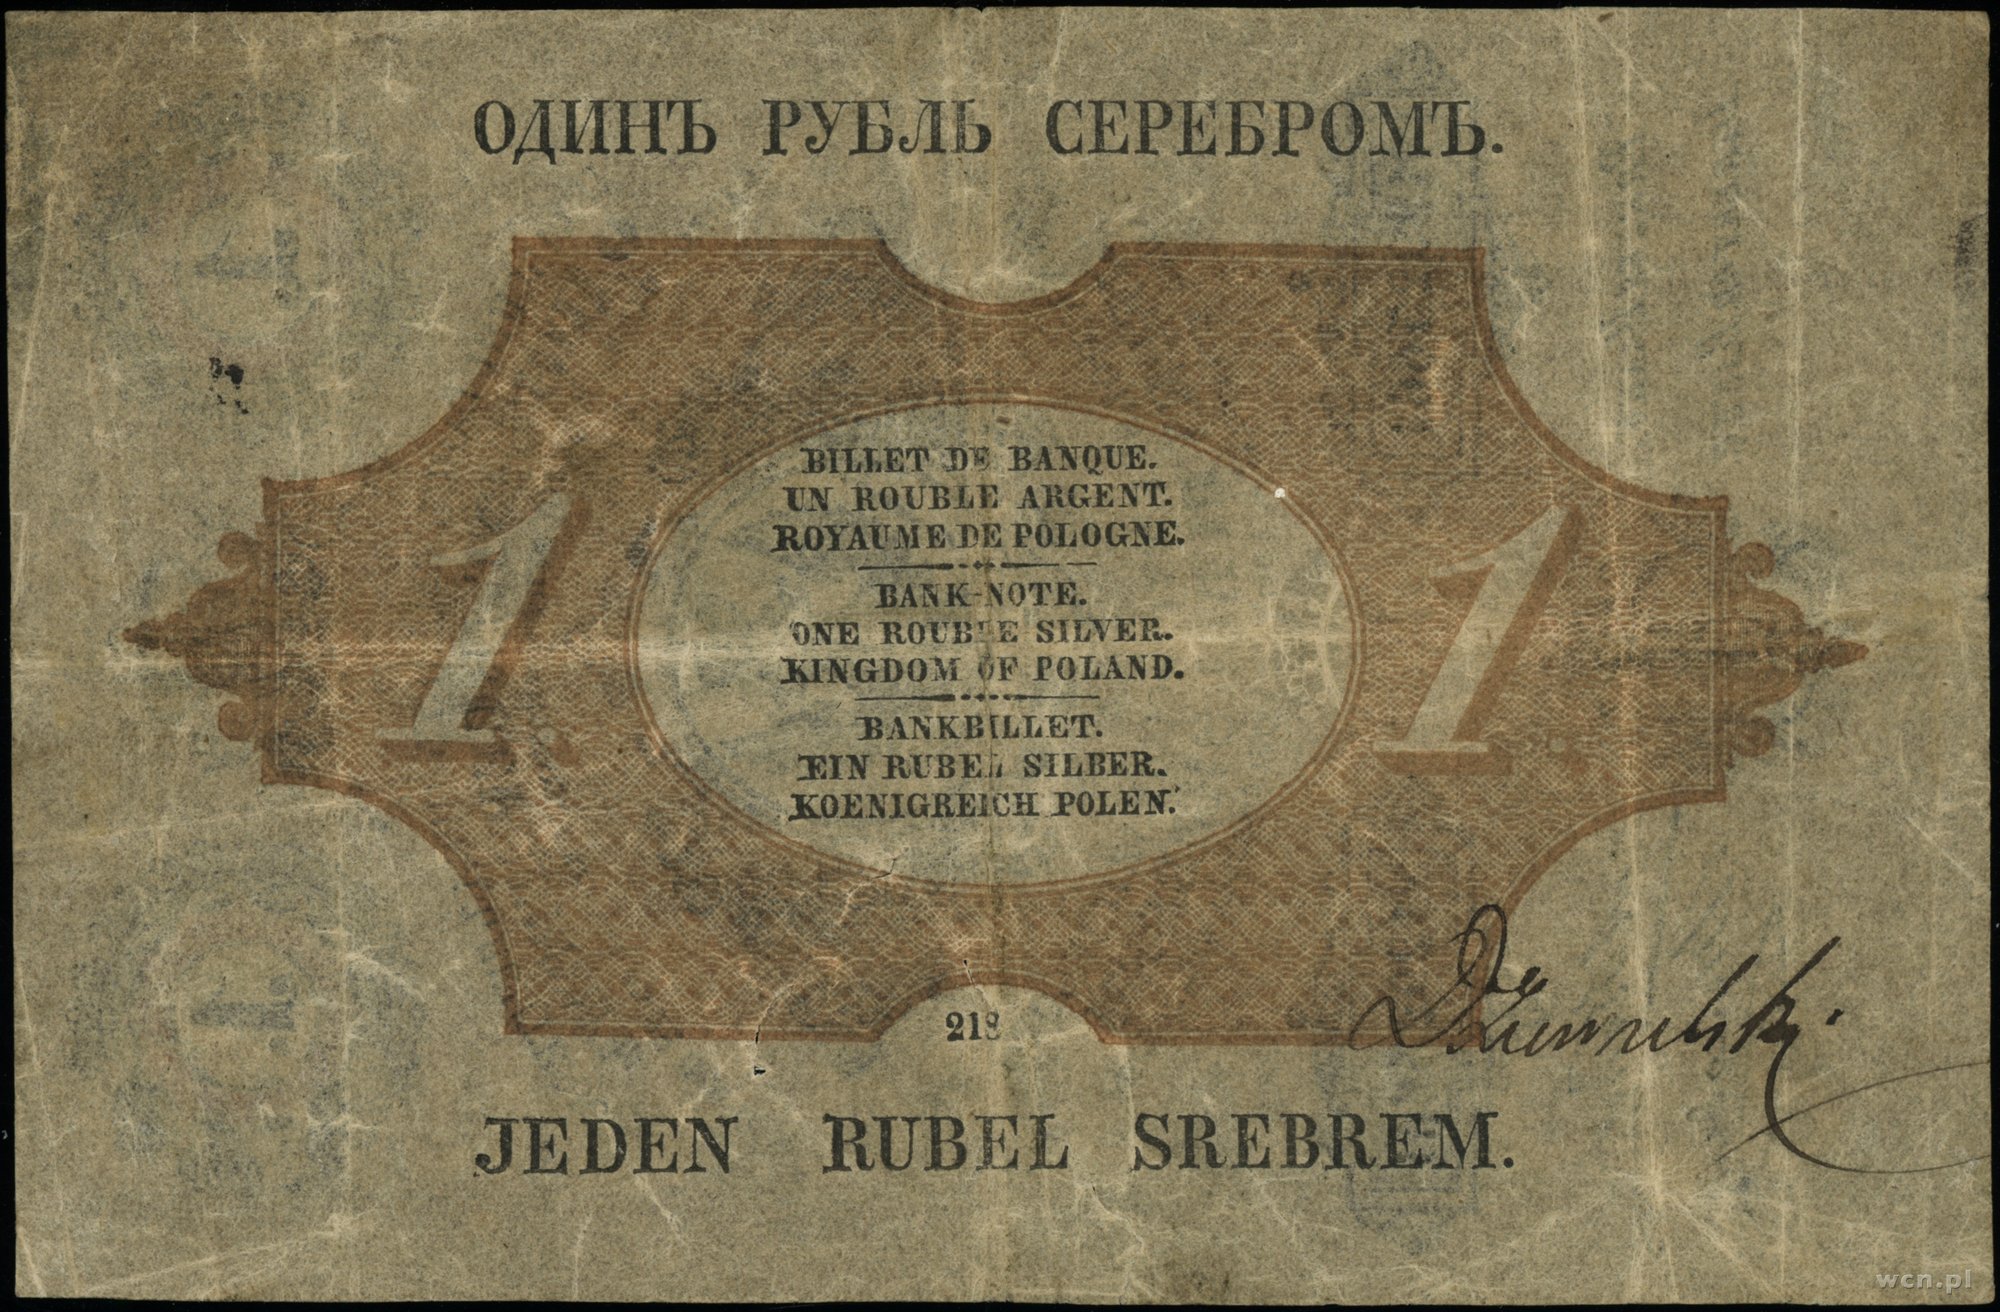 ОДИНЪ РУБЛЬ СЕРЕБРОМЪ.
BILLET DE BANQUE.
UN ROUBLE ARGENT.
ROYAUME DE POLOGNE.
BANK-NOTE.
ONE ROUBLE SILVER.
KINGDOM OF POLAND.
BANKBILLET.
EIN RUBEL SILBER.
KOENIGREICH POLEN.
1.
1.
218
JEDEN RUBEL SREBREM.
wcn.pl